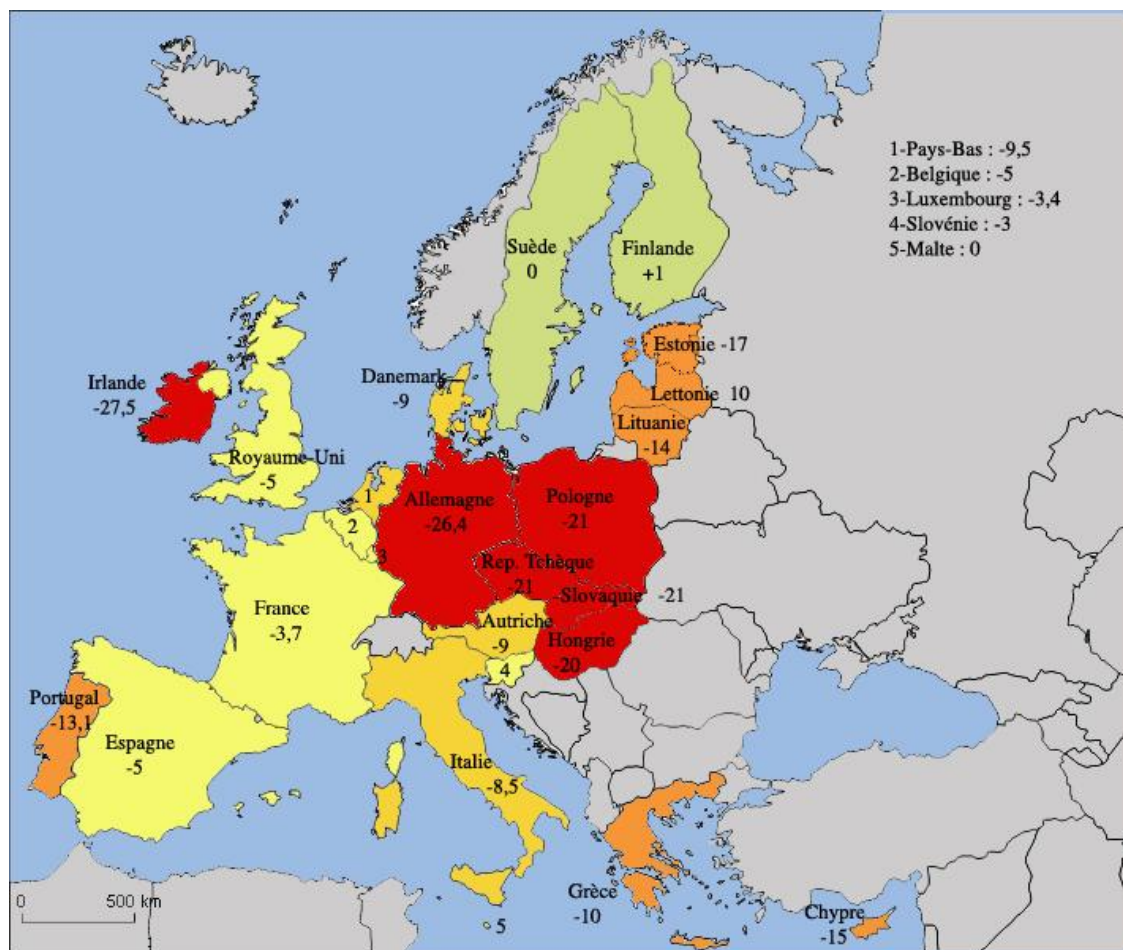 1-Pays-Bas : -9,5
2-Belgique : -5
3-Luxembourg : -3,4
4-Slovénie : -3
5-Malte : 0
Suède
0
Finlande
+1
Estonie -17
Lettonie 10
Lituanie
-14
Danemark
-9
Irlande
-27,5
Royaume-Uni
-5
1
2
3
Allemagne
-26,4
Pologne
-21
Rep. Tchèque
-21
-Slovaquie -21
Autriche
-9
Hongrie
-20
4
France
-3,7
Portugal
-13,1
Espagne
-5
Italie
-8,5
Grèce
-10
Chypre
-15
5
0 500 km